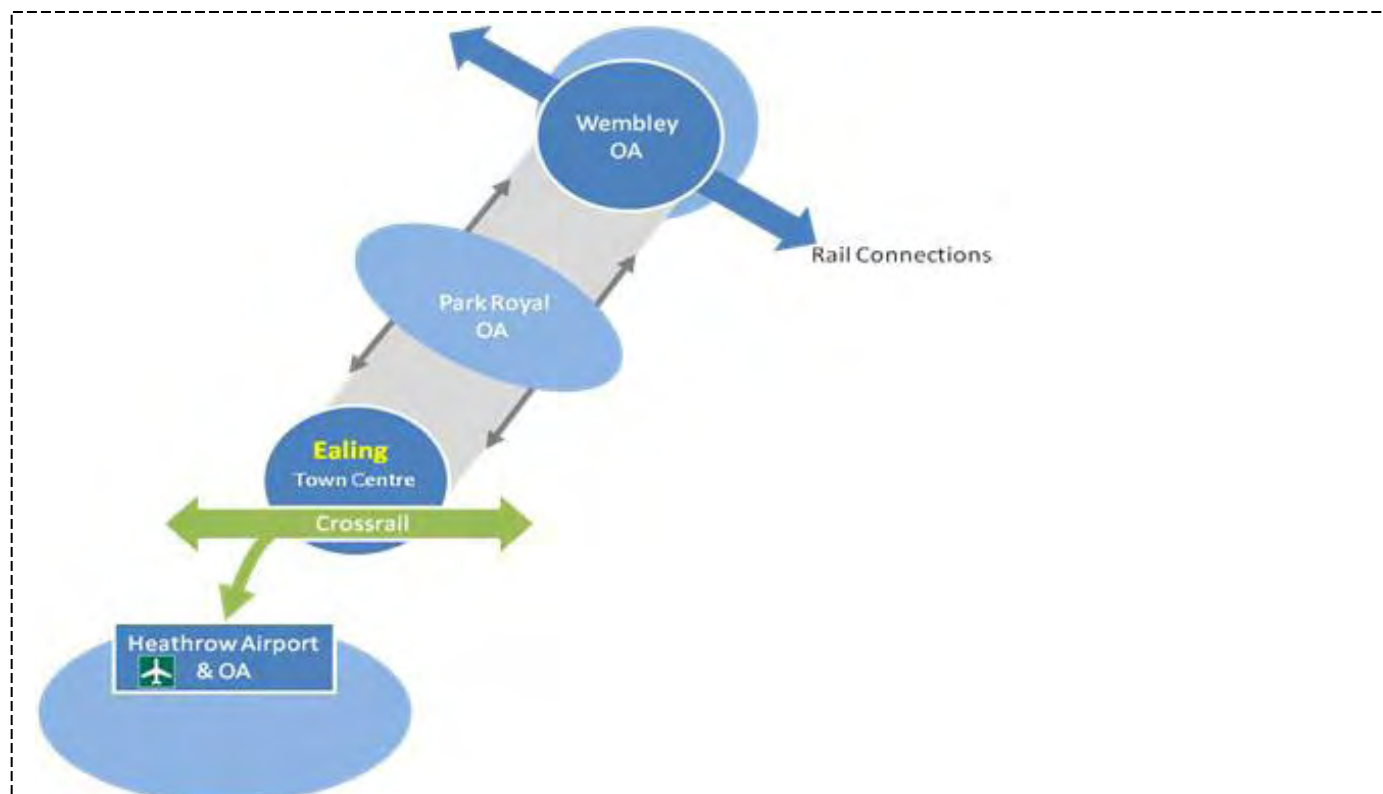 Wembley
OA
Rail Connections
Park Royal
OA
Ealing
Town Centre
Crossrail
Heathrow Airport
& OA